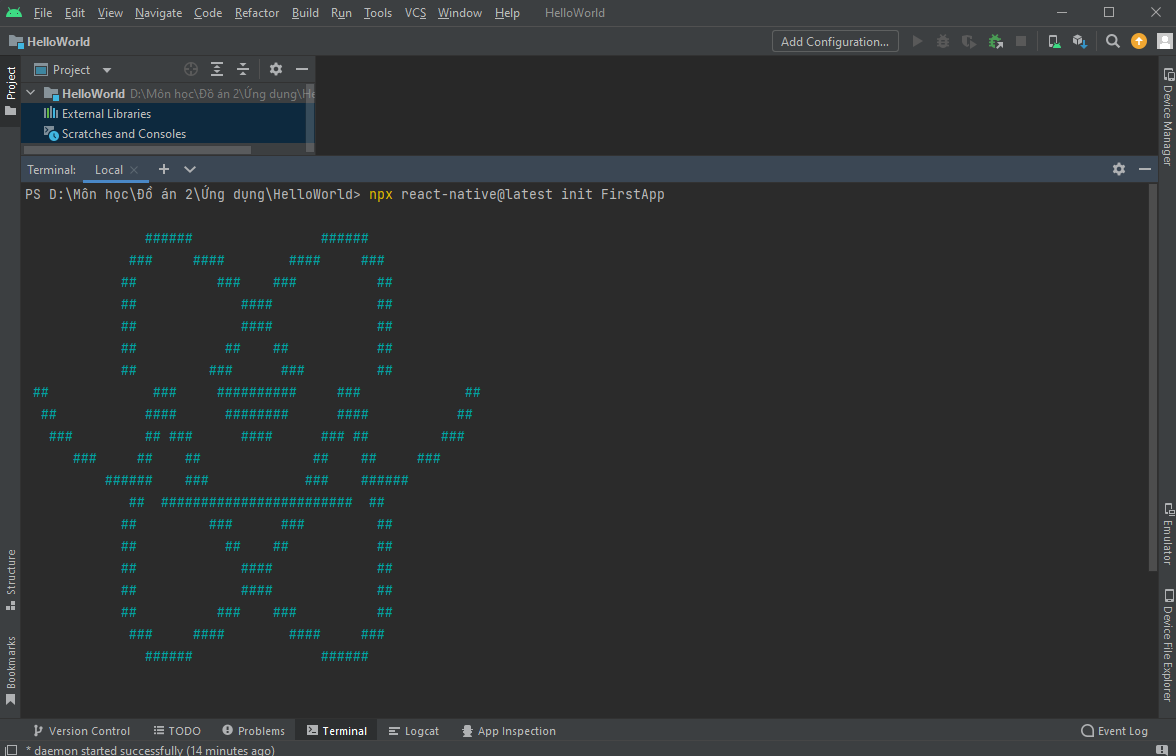 File Edit View Navigate Code Refactor Build Run Tools VCS Window Help HelloWorld
HelloWorld Add Configuration...
Project
Project
HelloWorld D:\Môn học\Đồ án 2\Ứng dụng\He
External Libraries
Scratches and Consoles
Device Manager
Terminal: Local
PS D:\Môn học\Đồ án 2\Ứng dụng\HelloWorld> npx react-native@latest init FirstApp
               ######                ######
             ###     ####        ####     ###
            ##          ###    ###          ##
            ##             ####             ##
            ##             ####             ##
            ##           ##    ##           ##
            ##         ###      ###         ##
 ##             ###     ##########     ###             ##
  ##           ####      ########      ####           ##
   ###         ## ###      ####      ### ##         ###
      ###     ##    ##              ##    ##     ###
          ######    ###            ###    ######
             ##  ########################  ##
            ##         ###      ###         ##
            ##           ##    ##           ##
            ##             ####             ##
            ##             ####             ##
            ##          ###    ###          ##
             ###     ####        ####     ###
               ######                ######
Emulator
Structure
Device File Explorer
Bookmarks
Version Control TODO Problems Terminal Logcat App Inspection Event Log
* daemon started successfully (14 minutes ago)